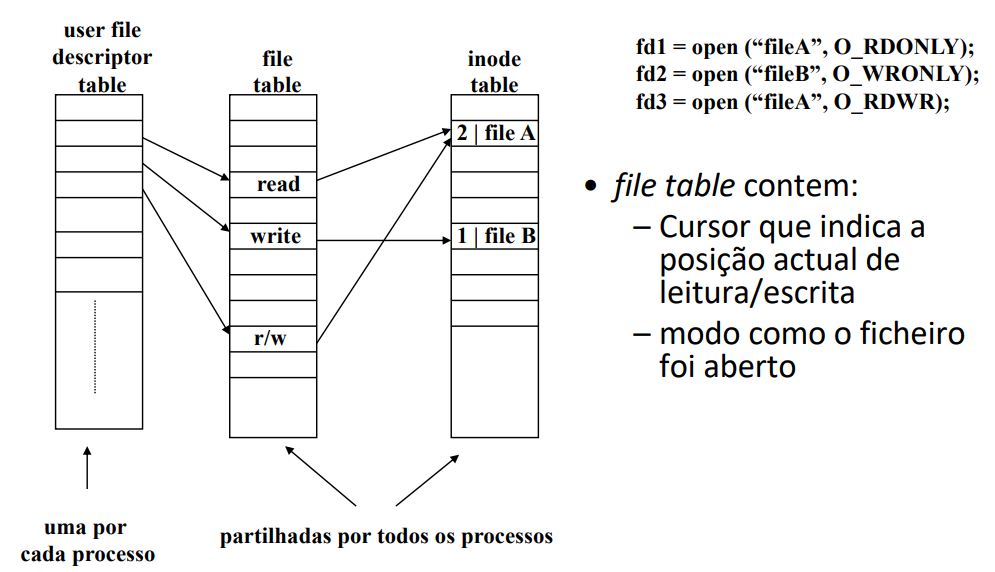 user file
descriptor
table
file
table
inode
table
fd1 = open (“fileA”, O_RDONLY);
fd2 = open (“fileB”, O_WRONLY);
fd3 = open (“fileA”, O_RDWR);
2 | file A
read
write
1 | file B
r/w
• file table contem:
– Cursor que indica a
posição actual de
leitura/escrita
– modo como o ficheiro
foi aberto
uma por
cada processo
partilhadas por todos os processos